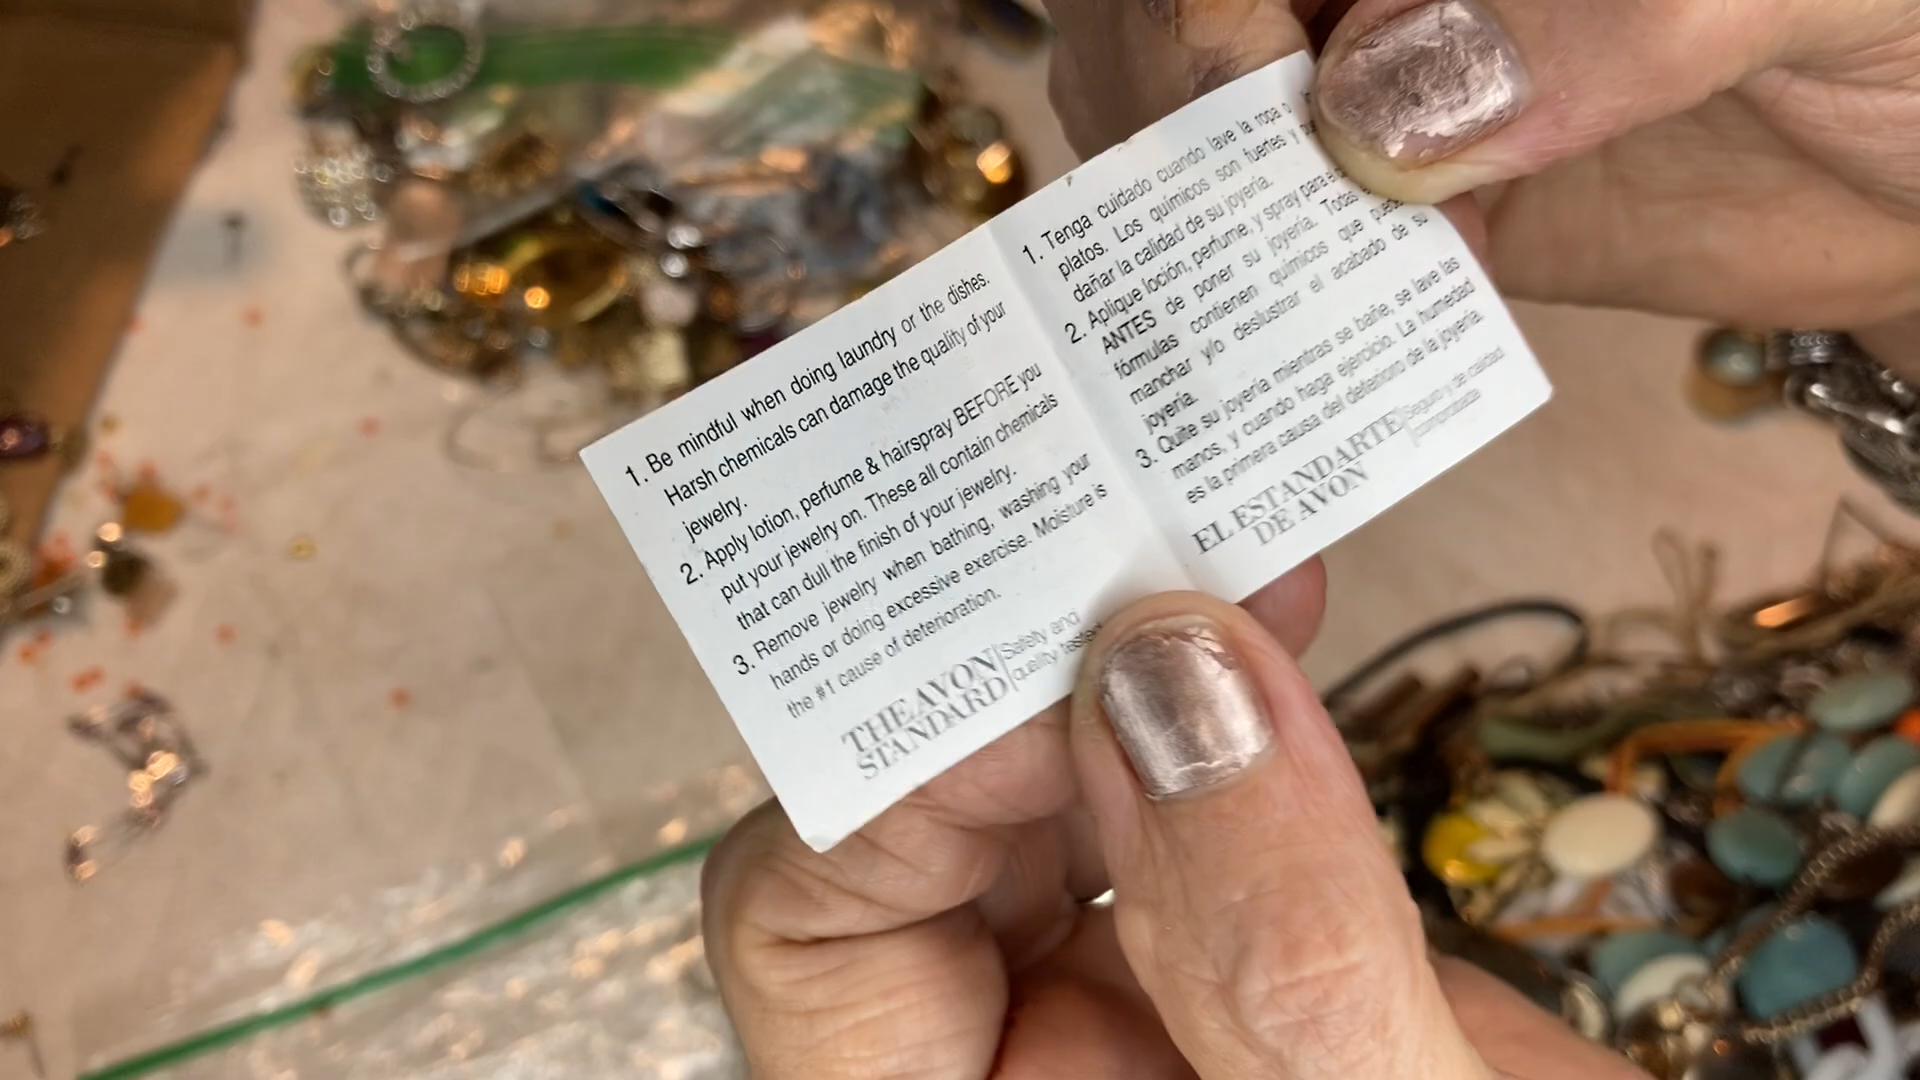 1. Be mindful when doing laundry or the dishes.
Harsh chemicals can damage the quality of your
jewelry.
2. Apply lotion, perfume & hairspray BEFORE you
put your jewelry on. These all contain chemicals
that can dull the finish of your jewelry.
3. Remove jewelry when bathing, washing your
hands or doing excessive exercise. Moisture is
the #1 cause of deterioration.
THE AVON
STANDARD
Safety and
quality tested
1. Tenga cuidado cuando lave la ropa o
platos. Los químicos son fuertes y
dañar la calidad de su joyería.
2. Aplique loción, perfume, y spray para
ANTES de poner su joyería. Todas
fórmulas contienen químicos que
manchar y/o deslustrar el acabado de su
joyería.
3. Quite su joyería mientras se bañe, se lave las
manos, y cuando haga ejercicio. La humedad
es la primera causa del deterioro de la joyería.
EL ESTANDARTE
DE AVON
Seguro y de calidad
comprobada